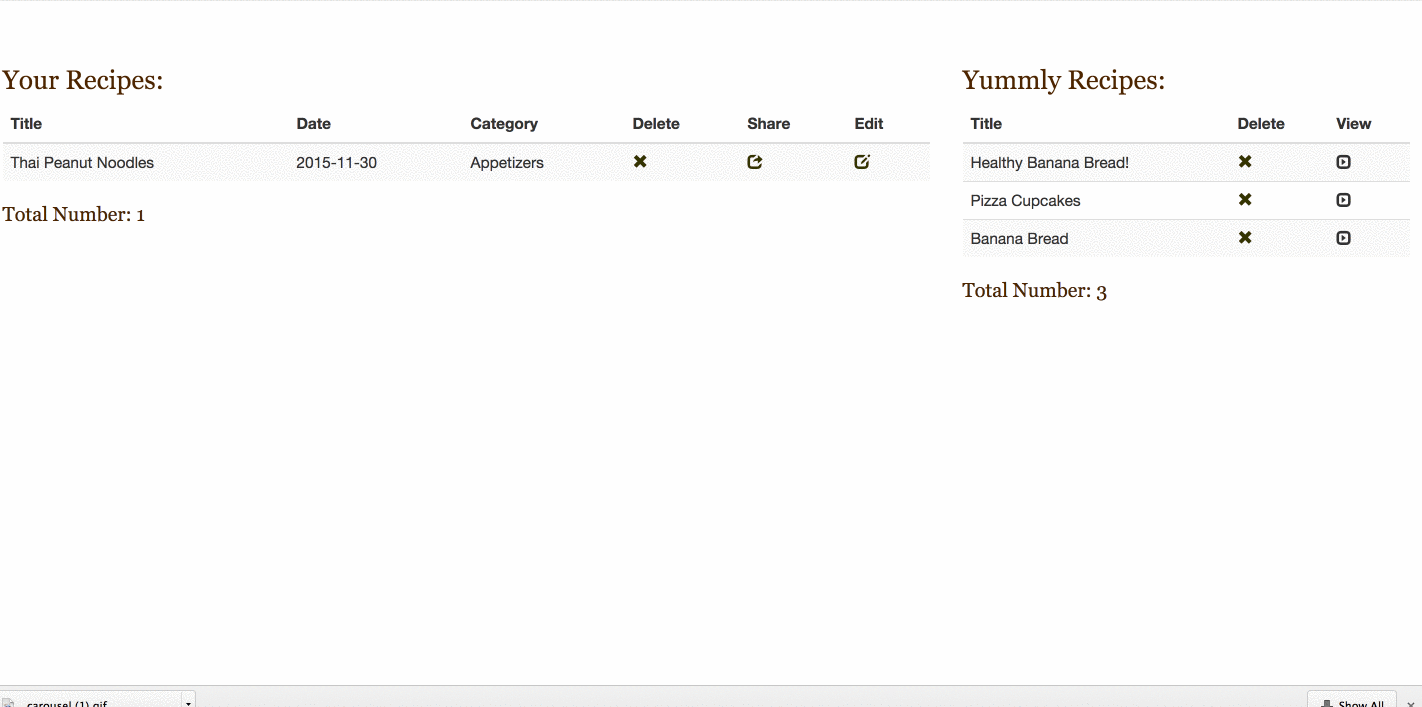 Your Recipes:
Title Date Category Delete Share Edit
Thai Peanut Noodles 2015-11-30 Appetizers
Total Number: 1
Yummly Recipes:
Title Delete View
Healthy Banana Bread!
Pizza Cupcakes
Banana Bread
Total Number: 3
carousel (1).gif
Show All